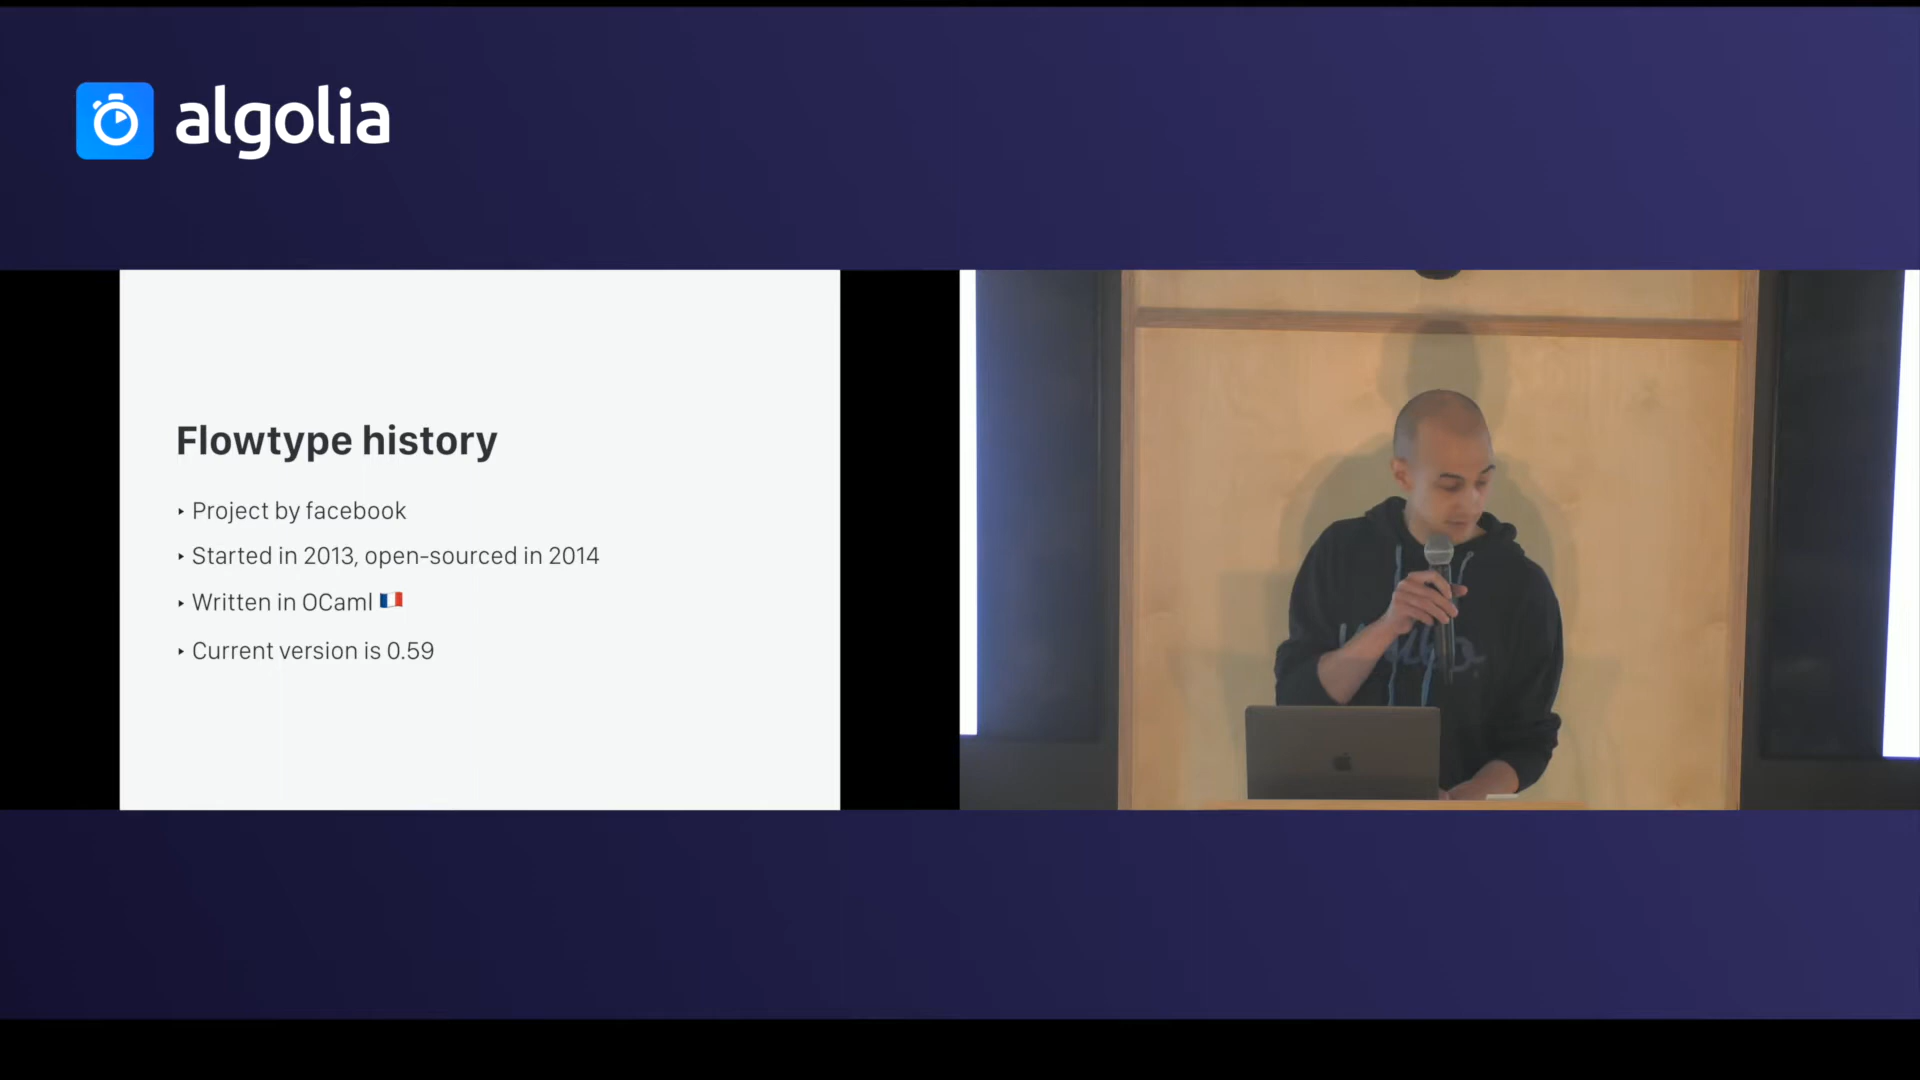 algolia
Flowtype history
‣ Project by facebook
‣ Started in 2013, open-sourced in 2014
‣ Written in OCaml 🇫🇷
‣ Current version is 0.59